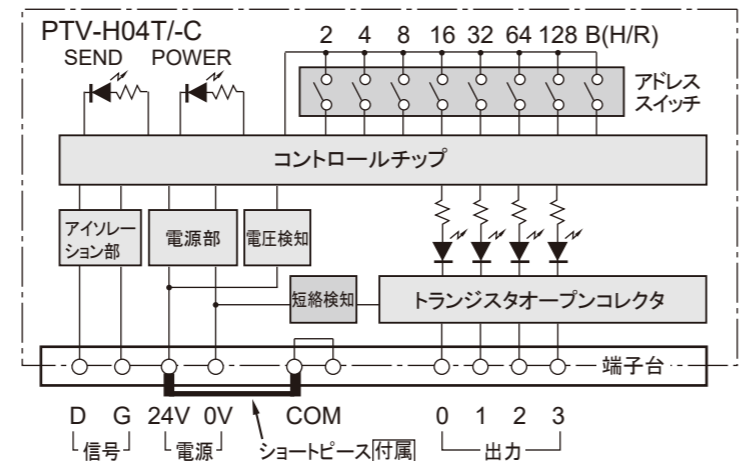 PTV-H04T/-C
SEND POWER
2 4 8 16 32 64 128 B(H/R)
アドレス
スイッチ
コントロールチップ
アイソレー
ション部
電源部
電圧検知
短絡検知
トランジスタオープンコレクタ
端子台
D G 24V 0V COM 0 1 2 3
信号 電源 ショートピース付属 出力